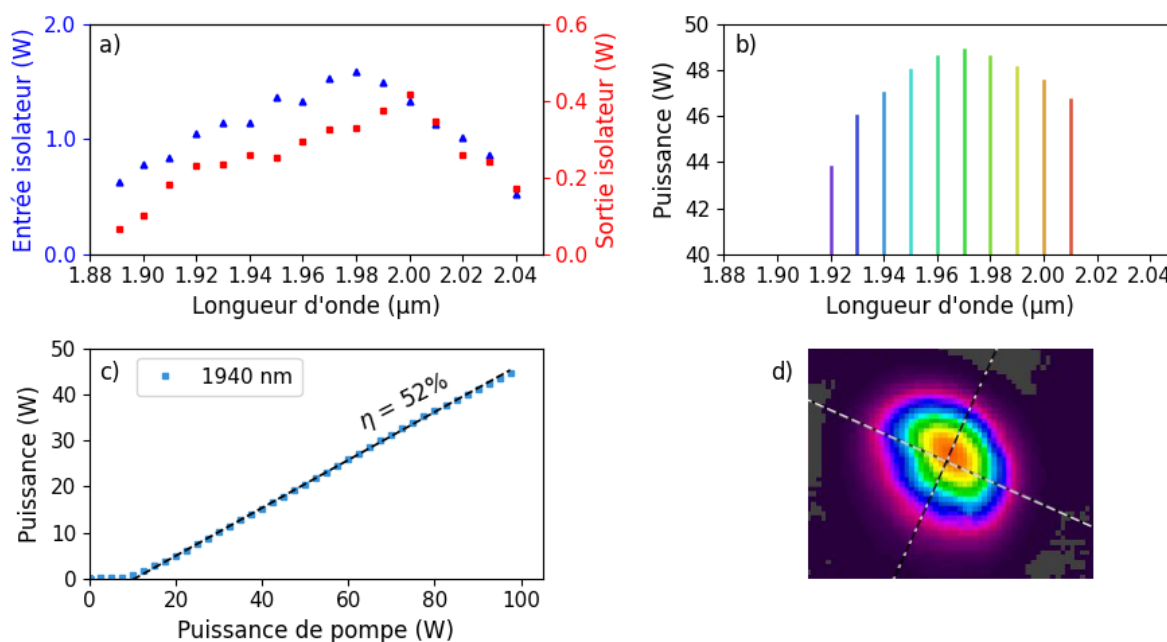 a)
2.0
1.0
0.0
Entrée isolateur (W)
0.6
0.4
0.2
0.0
Sortie isolateur (W)
1.88 1.90 1.92 1.94 1.96 1.98 2.00 2.02 2.04
Longueur d'onde (µm)
b)
50
48
46
44
42
40
Puissance (W)
1.88 1.90 1.92 1.94 1.96 1.98 2.00 2.02 2.04
Longueur d'onde (µm)
c)
1940 nm
η = 52%
50
40
30
20
10
0
Puissance (W)
0 20 40 60 80 100
Puissance de pompe (W)
d)